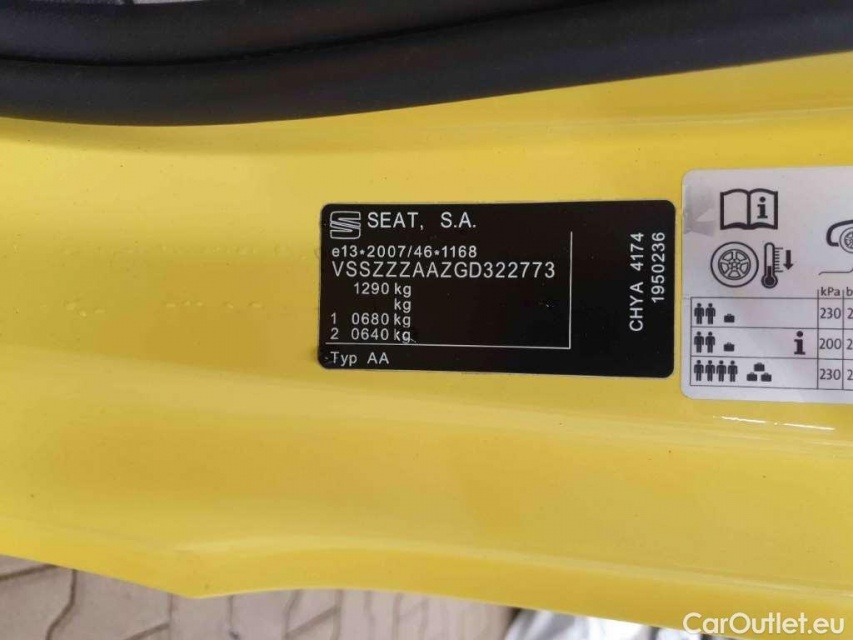 SEAT, S.A.
e13*2007/46*1168
VSSZZZAAZGD322773
1290 kg
kg
1 0680 kg
2 0640 kg
Typ AA
CHYA 4174
1950236
i
kPa
230
i 200
230
CarOutlet.eu